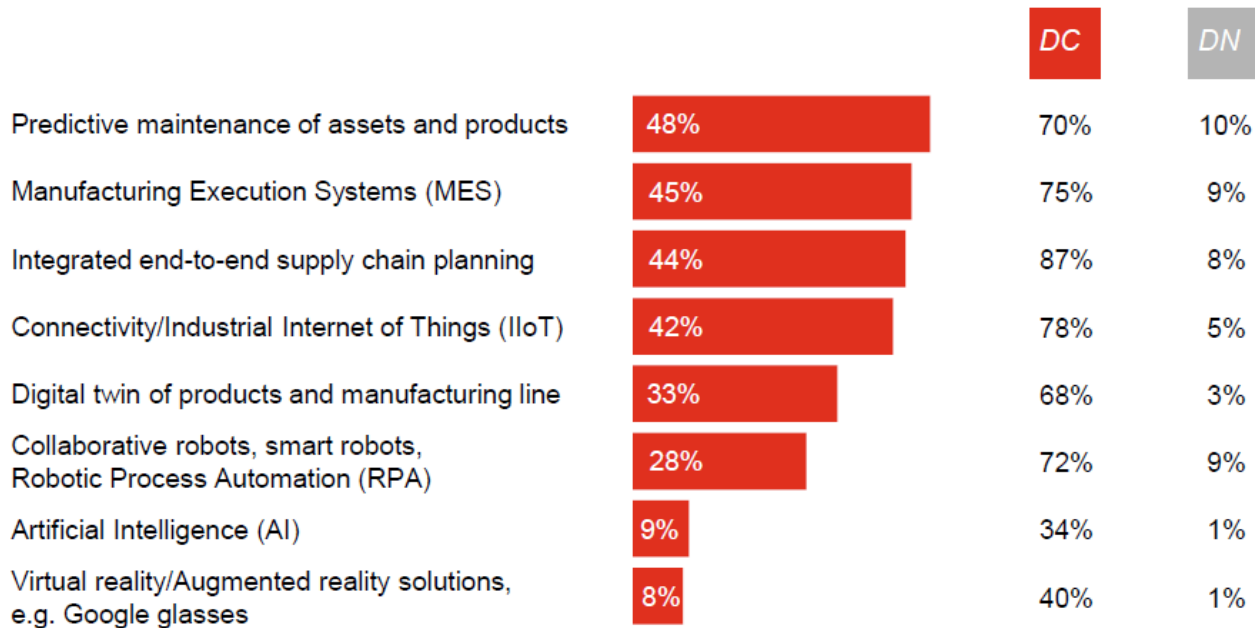 DC DN
Predictive maintenance of assets and products 48% 70% 10%
Manufacturing Execution Systems (MES) 45% 75% 9%
Integrated end-to-end supply chain planning 44% 87% 8%
Connectivity/Industrial Internet of Things (IIoT) 42% 78% 5%
Digital twin of products and manufacturing line 33% 68% 3%
Collaborative robots, smart robots,
Robotic Process Automation (RPA) 28% 72% 9%
Artificial Intelligence (AI) 9% 34% 1%
Virtual reality/Augmented reality solutions,
e.g. Google glasses 8% 40% 1%